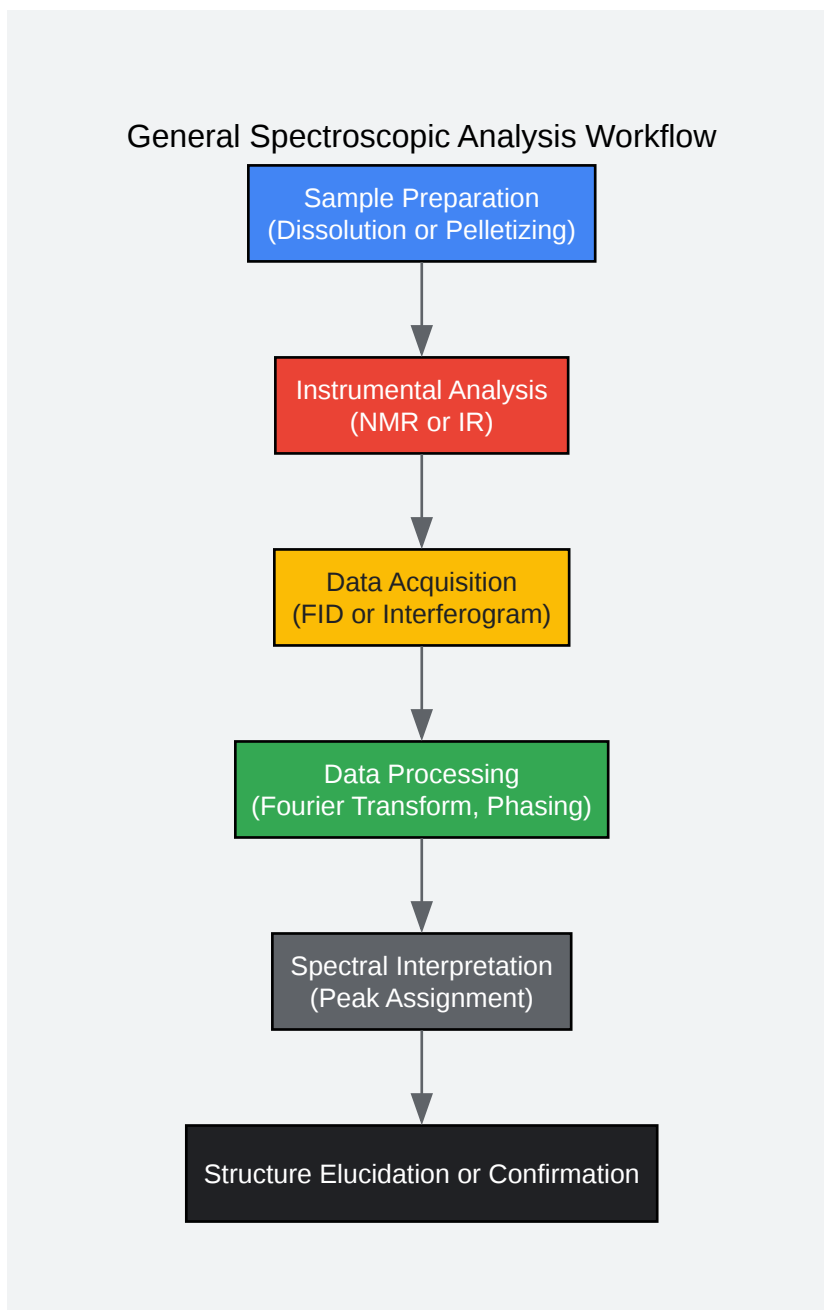 General Spectroscopic Analysis Workflow
Sample Preparation
(Dissolution or Pelletizing)
Instrumental Analysis
(NMR or IR)
Data Acquisition
(FID or Interferogram)
Data Processing
(Fourier Transform, Phasing)
Spectral Interpretation
(Peak Assignment)
Structure Elucidation or Confirmation